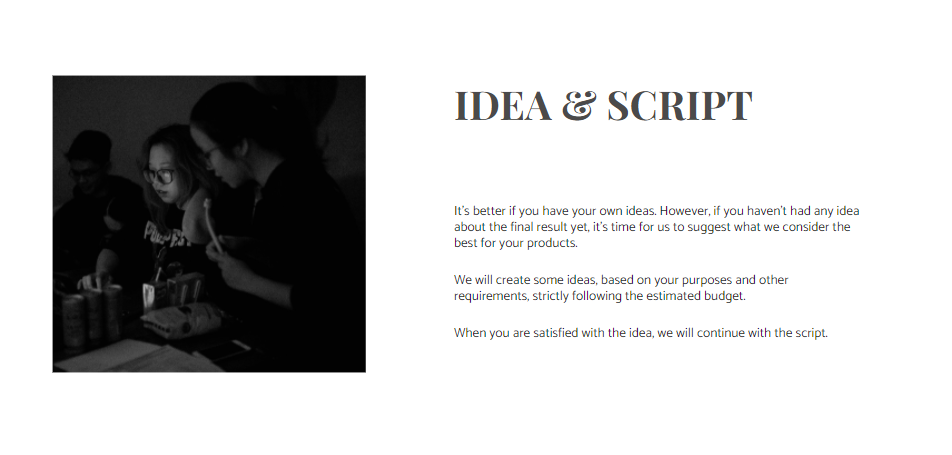 IDEA & SCRIPT
It's better if you have your own ideas. However, if you haven't had any idea
about the final result yet, it's time for us to suggest what we consider the
best for your products.
We will create some ideas, based on your purposes and other
requirements, strictly following the estimated budget.
When you are satisfied with the idea, we will continue with the script.